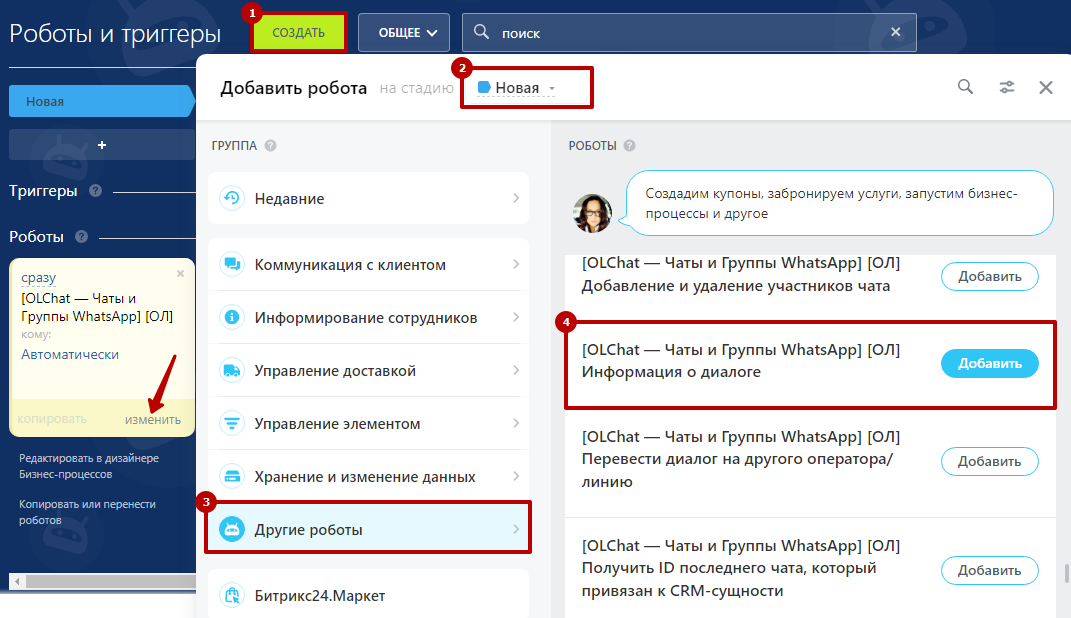 Роботы и триггеры
1
СОЗДАТЬ
ОБЩЕЕ
поиск
Новая
+
Триггеры ?
Роботы ?
сразу
[OLChat — Чаты и
Группы WhatsApp] [ОЛ]
кому:
Автоматически
копировать
изменить
Редактировать в дизайнере
Бизнес-процессов
Копировать или перенести
роботов
Добавить робота на стадию
2
Новая
ГРУППА ?
Недавние
Коммуникация с клиентом
Информирование сотрудников
Управление доставкой
Управление элементом
Хранение и изменение данных
3
Другие роботы
Битрикс24.Маркет
РОБОТЫ ?
Создадим купоны, забронируем услуги, запустим бизнес-
процессы и другое
[OLChat — Чаты и Группы WhatsApp] [ОЛ]
Добавление и удаление участников чата
Добавить
4
[OLChat — Чаты и Группы WhatsApp] [ОЛ]
Информация о диалоге
Добавить
[OLChat — Чаты и Группы WhatsApp] [ОЛ]
Перевести диалог на другого оператора/
линию
Добавить
[OLChat — Чаты и Группы WhatsApp] [ОЛ]
Получить ID последнего чата, который
привязан к CRM-сущности
Добавить